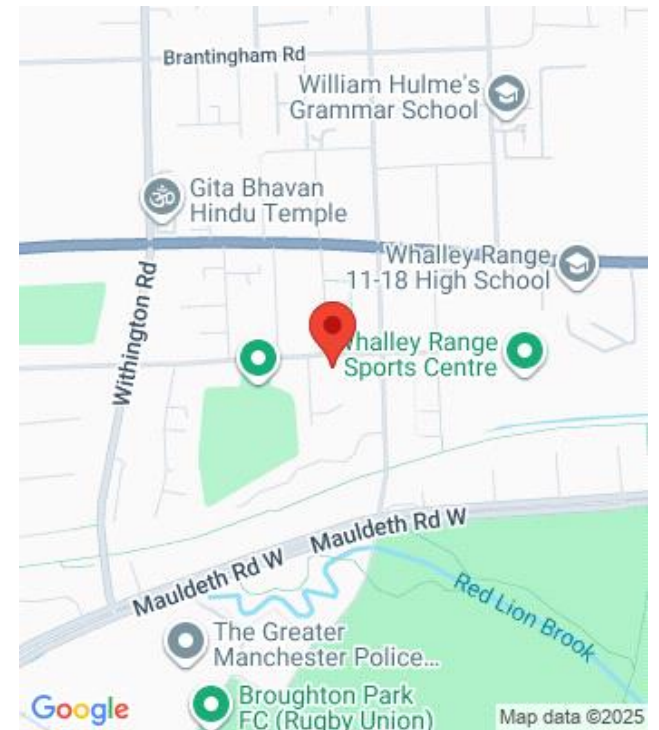 Brantingham Rd
William Hulme's
Grammar School
Gita Bhavan
Hindu Temple
Whalley Range
11-18 High School
Withington Rd
Whalley Range
Sports Centre
Mauldeth Rd W
Mauldeth Rd W
Red Lion Brook
The Greater
Manchester Police...
Broughton Park
FC (Rugby Union)
Google
Map data ©2025